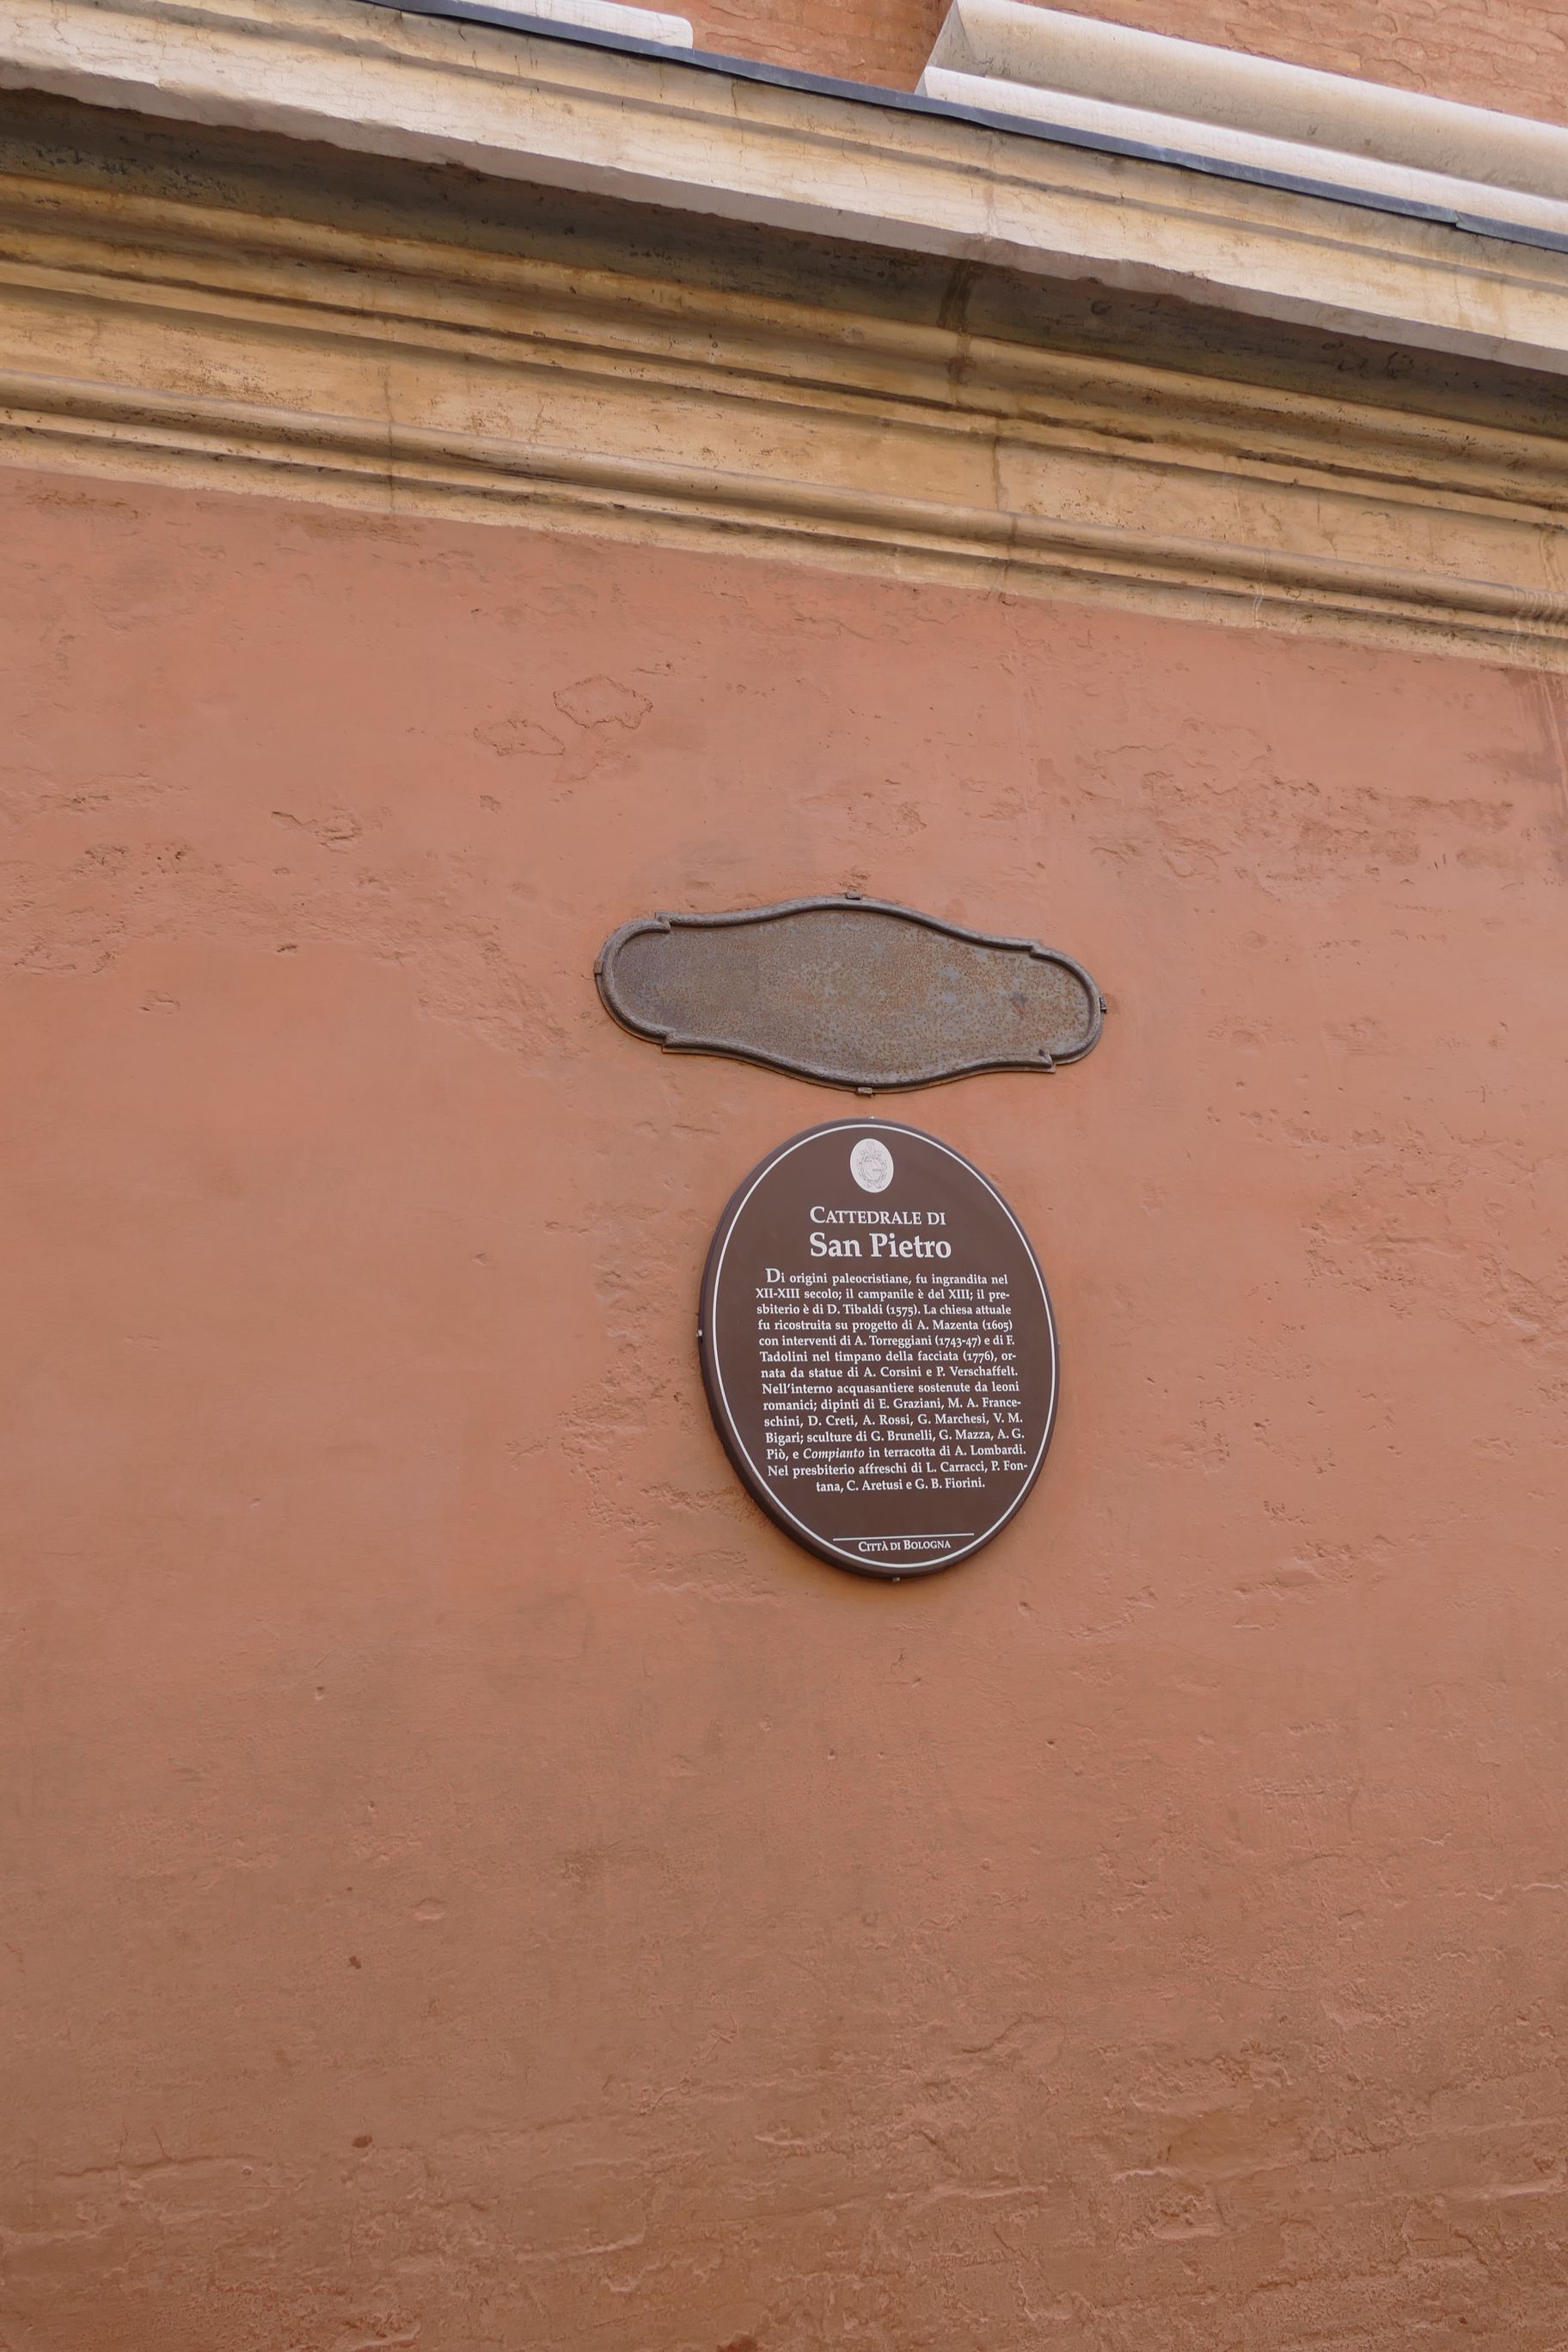 CATTEDRALE DI
San Pietro
Di origini paleocristiane, fu ingrandita nel
XII-XIII secolo; il campanile è del XIII; il pre-
sbiterio è di D. Tibaldi (1575). La chiesa attuale
fu ricostruita su progetto di A. Mazenta (1605)
con interventi di A. Torreggiani (1743-47) e di F.
Tadolini nel timpano della facciata (1776), or-
nata da statue di A. Corsini e P. Verschaffelt.
Nell'interno acquasantiere sostenute da leoni
romanici; dipinti di E. Graziani, M. A. France-
schini, D. Creti, A. Rossi, G. Marchesi, V. M.
Bigari; sculture di G. Brunelli, G. Mazza, A. G.
Piò, e Compianto in terracotta di A. Lombardi.
Nel presbiterio affreschi di L. Carracci, P. Fon-
tana, C. Aretusi e G. B. Fiorini.
CITTÀ DI BOLOGNA